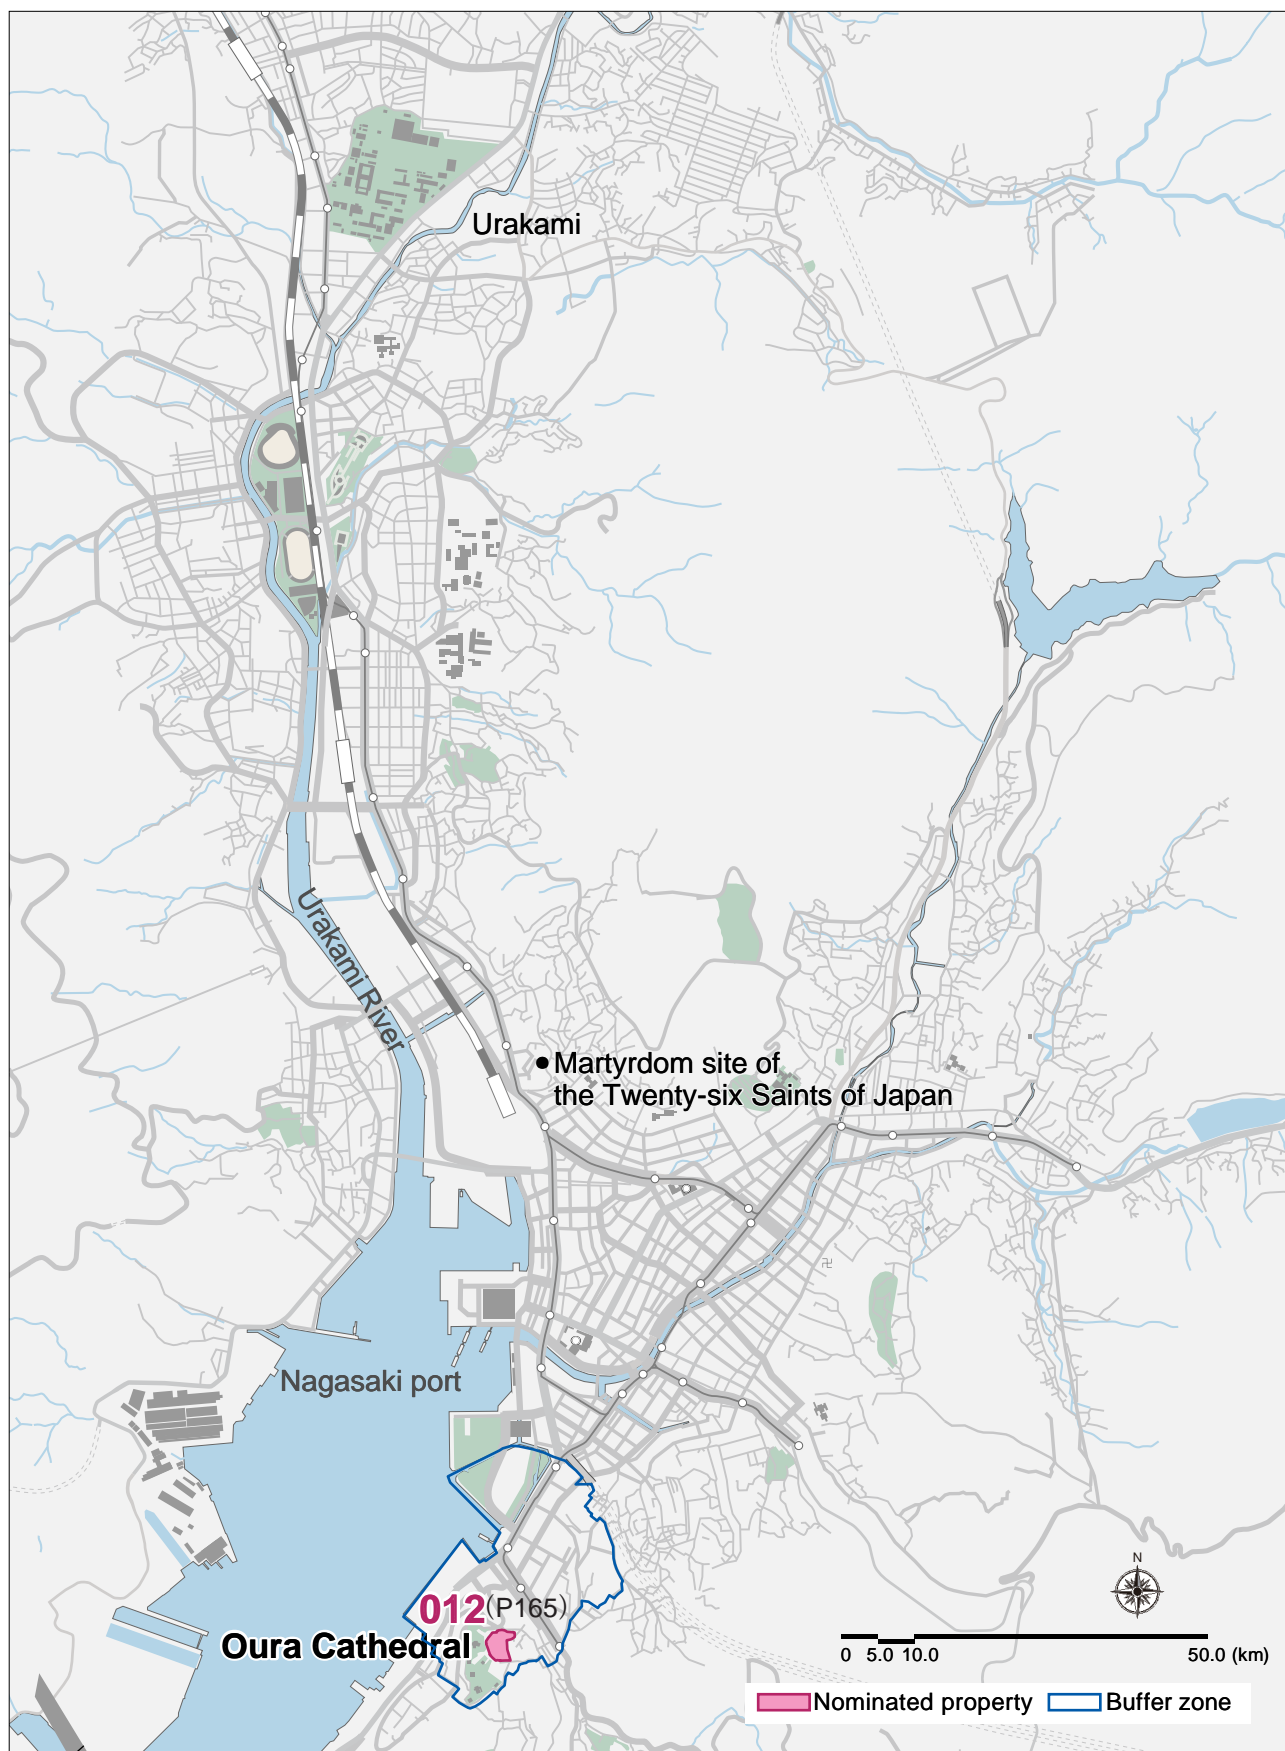 Urakami
Urakami River
Martyrdom site of
the Twenty-six Saints of Japan
Nagasaki port
N
012(P165)
Oura Cathedral
0 5.0 10.0 50.0 (km)
Nominated property Buffer zone